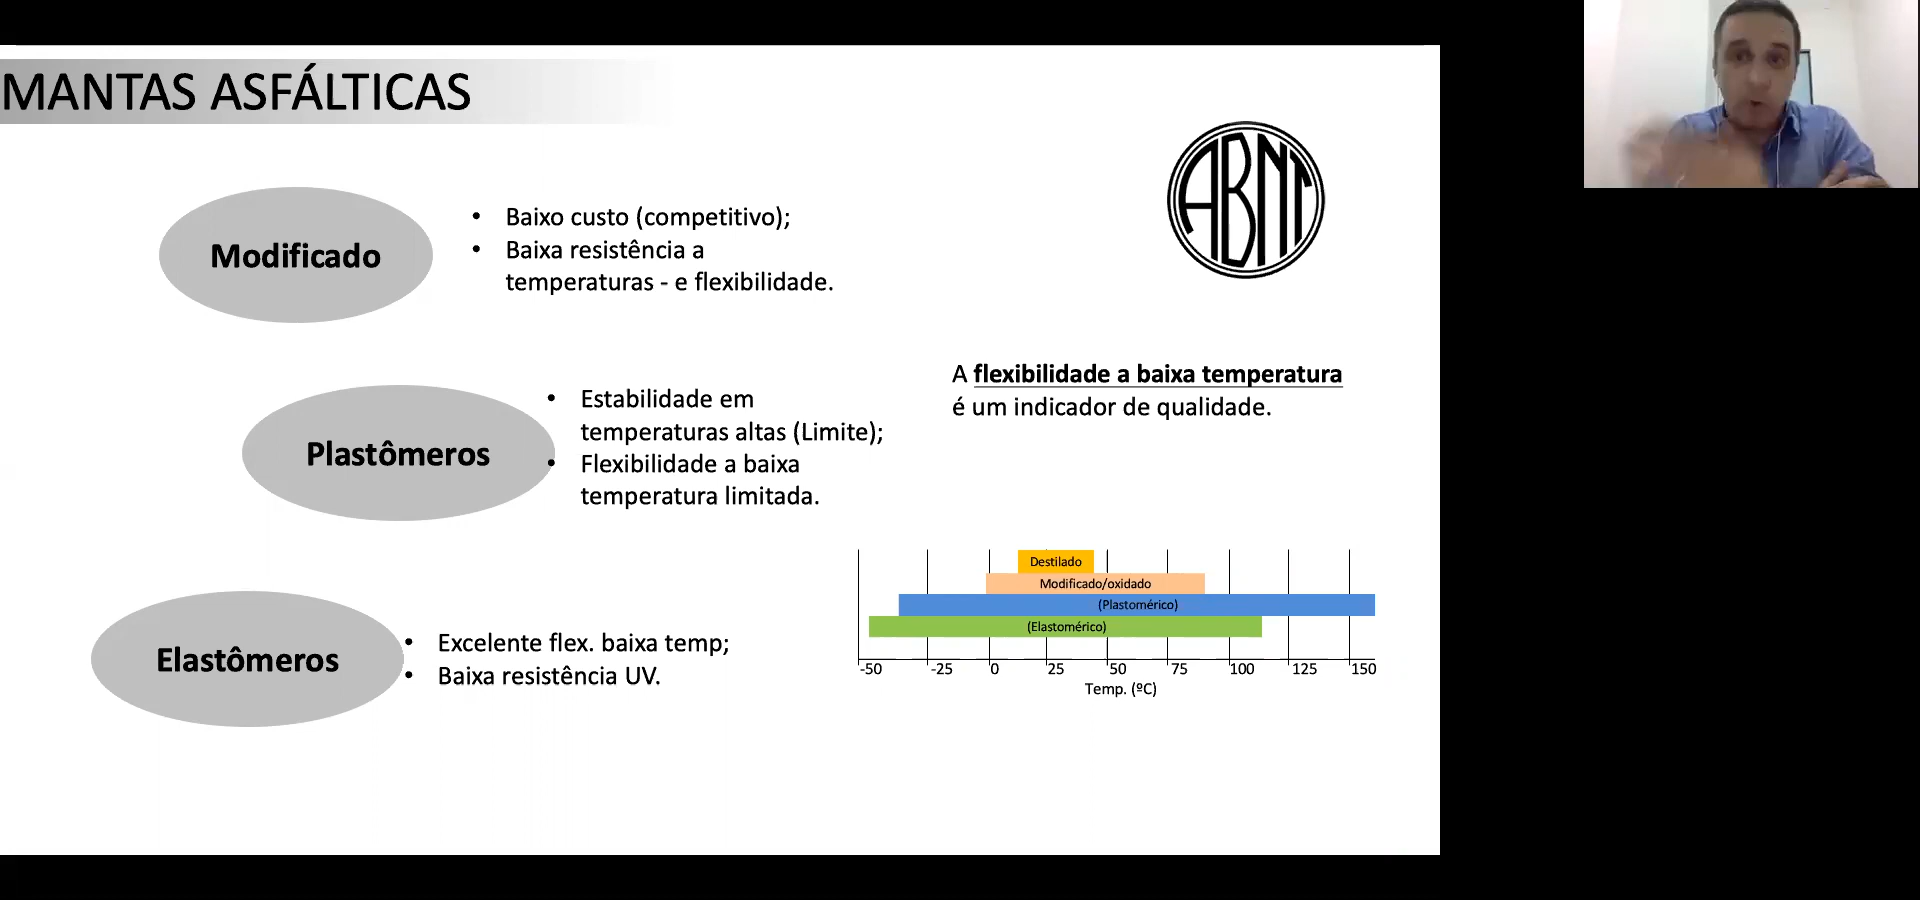 MANTAS ASFÁLTICAS
ABNT
Modificado
• Baixo custo (competitivo);
• Baixa resistência a
temperaturas - e flexibilidade.
Plastômeros
• Estabilidade em
temperaturas altas (Limite);
• Flexibilidade a baixa
temperatura limitada.
A flexibilidade a baixa temperatura
é um indicador de qualidade.
Elastômeros
• Excelente flex. baixa temp;
• Baixa resistência UV.
Destilado
Modificado/oxidado
(Plastomérico)
(Elastomérico)
-50 -25 0 25 50 75 100 125 150
Temp. (ºC)